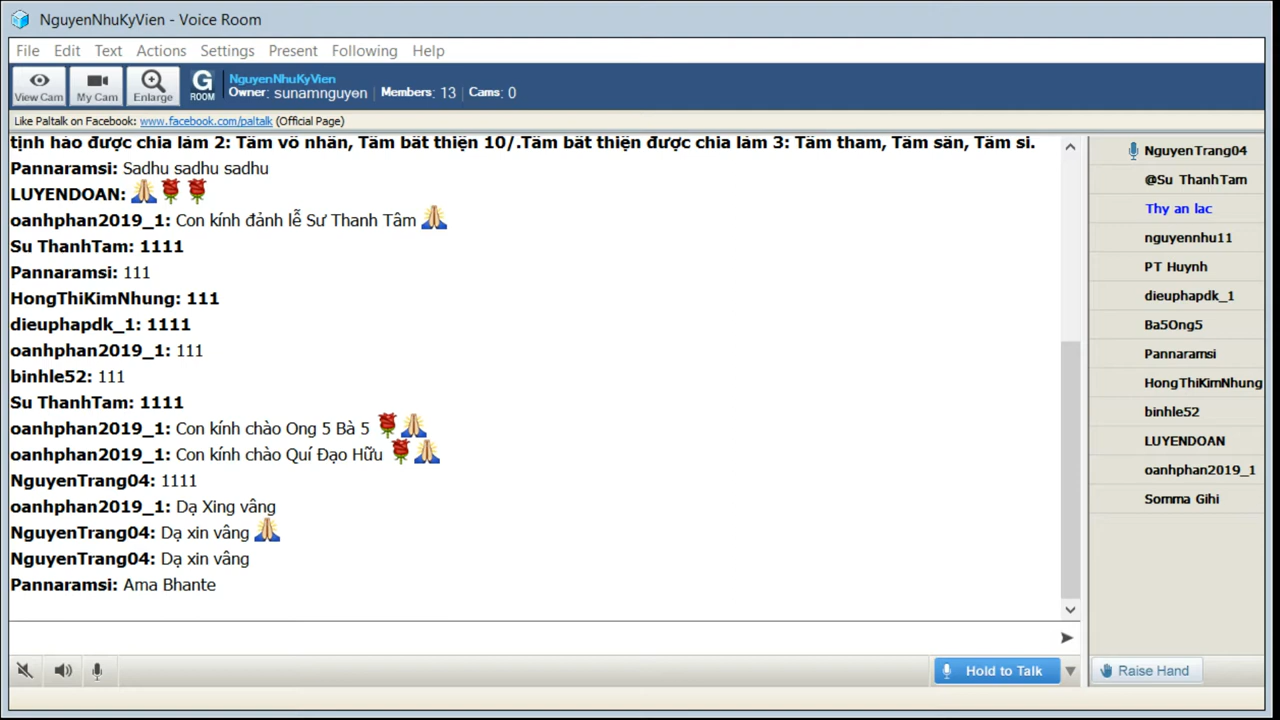 NguyenNhuKyVien - Voice Room
File Edit Text Actions Settings Present Following Help
View Cam
My Cam
Enlarge
G
ROOM
NguyenNhuKyVien
Owner: sunamnguyen | Members: 13 | Cams: 0
Like Paltalk on Facebook: www.facebook.com/paltalk (Official Page)
tịnh hảo được chia làm 2: Tâm vô nhân, Tâm bất thiện 10/.Tâm bất thiện được chia làm 3: Tâm tham, Tâm sân, Tâm si.
Pannaramsi: Sadhu sadhu sadhu
LUYENDOAN:
oanhphan2019_1: Con kính đảnh lễ Sư Thanh Tâm
Su ThanhTam: 1111
Pannaramsi: 111
HongThiKimNhung: 111
dieuphapdk_1: 1111
oanhphan2019_1: 111
binhle52: 111
Su ThanhTam: 1111
oanhphan2019_1: Con kính chào Ong 5 Bà 5
oanhphan2019_1: Con kính chào Quí Đạo Hữu
NguyenTrang04: 1111
oanhphan2019_1: Dạ Xing vâng
NguyenTrang04: Dạ xin vâng
NguyenTrang04: Dạ xin vâng
Pannaramsi: Ama Bhante
NguyenTrang04
@Su ThanhTam
Thy an lac
nguyennhu11
PT Huynh
dieuphapdk_1
Ba5Ong5
Pannaramsi
HongThiKimNhung
binhle52
LUYENDOAN
oanhphan2019_1
Somma Gihi
Hold to Talk
Raise Hand